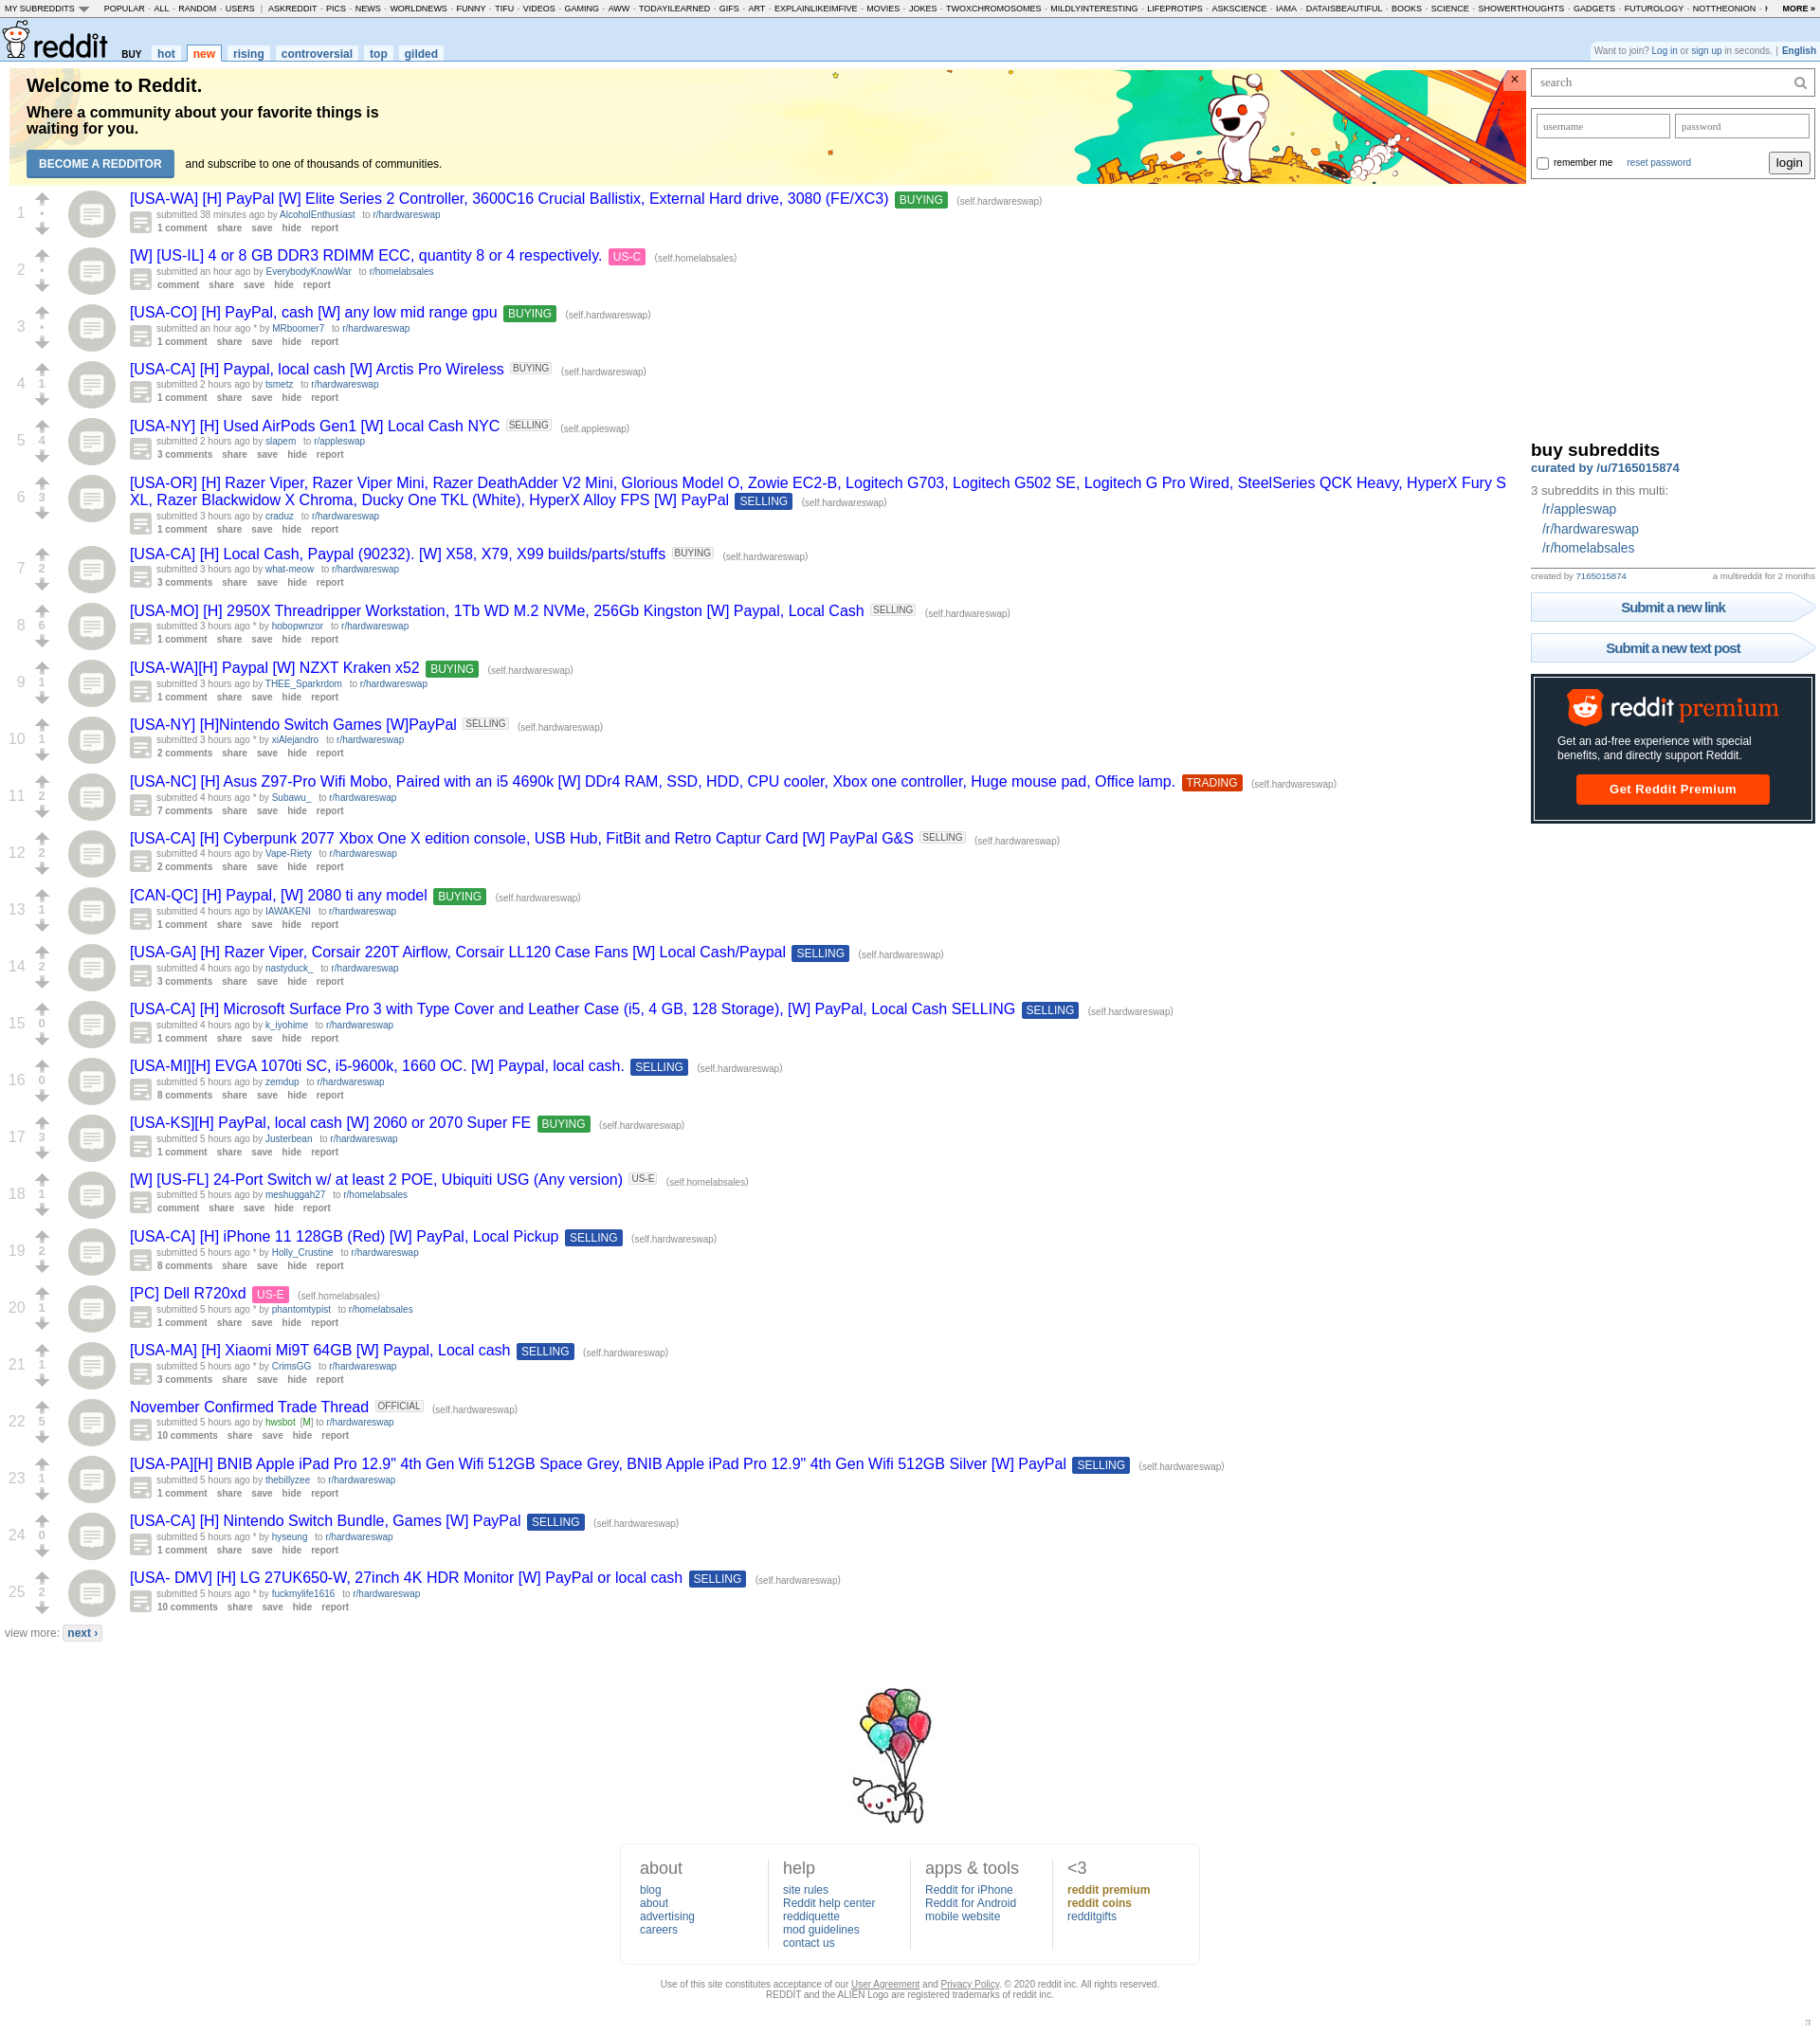 MY SUBREDDITS POPULAR - ALL - RANDOM - USERS | ASKREDDIT - PICS - NEWS - WORLDNEWS - FUNNY - TIFU - VIDEOS - GAMING - AWW - TODAYILEARNED - GIFS - ART - EXPLAINLIKEIMFIVE - MOVIES - JOKES - TWOXCHROMOSOMES - MILDLYINTERESTING - LIFEPROTIPS - ASKSCIENCE - IAMA - DATAISBEAUTIFUL - BOOKS - SCIENCE - SHOWERTHOUGHTS - GADGETS - FUTUROLOGY - NOTTHEONION - MORE »
reddit BUY hot new rising controversial top gilded
Want to join? Log in or sign up in seconds. | English
Welcome to Reddit.
Where a community about your favorite things is
waiting for you.
BECOME A REDDITOR and subscribe to one of thousands of communities.
×
search
username password
remember me reset password login
1 [USA-WA] [H] PayPal [W] Elite Series 2 Controller, 3600C16 Crucial Ballistix, External Hard drive, 3080 (FE/XC3) BUYING (self.hardwareswap)
• submitted 38 minutes ago by AlcoholEnthusiast to r/hardwareswap
1 comment share save hide report
2 [W] [US-IL] 4 or 8 GB DDR3 RDIMM ECC, quantity 8 or 4 respectively. US-C (self.homelabsales)
• submitted an hour ago by EverybodyKnowWar to r/homelabsales
comment share save hide report
3 [USA-CO] [H] PayPal, cash [W] any low mid range gpu BUYING (self.hardwareswap)
• submitted an hour ago * by MRboomer7 to r/hardwareswap
1 comment share save hide report
4 [USA-CA] [H] Paypal, local cash [W] Arctis Pro Wireless BUYING (self.hardwareswap)
1 submitted 2 hours ago by tsmetz to r/hardwareswap
1 comment share save hide report
5 [USA-NY] [H] Used AirPods Gen1 [W] Local Cash NYC SELLING (self.appleswap)
4 submitted 2 hours ago by slapem to r/appleswap
3 comments share save hide report
6 [USA-OR] [H] Razer Viper, Razer Viper Mini, Razer DeathAdder V2 Mini, Glorious Model O, Zowie EC2-B, Logitech G703, Logitech G502 SE, Logitech G Pro Wired, SteelSeries QCK Heavy, HyperX Fury S
3 XL, Razer Blackwidow X Chroma, Ducky One TKL (White), HyperX Alloy FPS [W] PayPal SELLING (self.hardwareswap)
submitted 3 hours ago by craduz to r/hardwareswap
1 comment share save hide report
7 [USA-CA] [H] Local Cash, Paypal (90232). [W] X58, X79, X99 builds/parts/stuffs BUYING (self.hardwareswap)
2 submitted 3 hours ago by what-meow to r/hardwareswap
3 comments share save hide report
8 [USA-MO] [H] 2950X Threadripper Workstation, 1Tb WD M.2 NVMe, 256Gb Kingston [W] Paypal, Local Cash SELLING (self.hardwareswap)
6 submitted 3 hours ago * by hobopwnzor to r/hardwareswap
1 comment share save hide report
9 [USA-WA][H] Paypal [W] NZXT Kraken x52 BUYING (self.hardwareswap)
1 submitted 3 hours ago by THEE_Sparkrdom to r/hardwareswap
1 comment share save hide report
10 [USA-NY] [H]Nintendo Switch Games [W]PayPal SELLING (self.hardwareswap)
1 submitted 3 hours ago * by xiAlejandro to r/hardwareswap
2 comments share save hide report
11 [USA-NC] [H] Asus Z97-Pro Wifi Mobo, Paired with an i5 4690k [W] DDr4 RAM, SSD, HDD, CPU cooler, Xbox one controller, Huge mouse pad, Office lamp. TRADING (self.hardwareswap)
2 submitted 4 hours ago * by Subawu_ to r/hardwareswap
7 comments share save hide report
12 [USA-CA] [H] Cyberpunk 2077 Xbox One X edition console, USB Hub, FitBit and Retro Captur Card [W] PayPal G&S SELLING (self.hardwareswap)
2 submitted 4 hours ago by Vape-Riety to r/hardwareswap
2 comments share save hide report
13 [CAN-QC] [H] Paypal, [W] 2080 ti any model BUYING (self.hardwareswap)
1 submitted 4 hours ago by IAWAKENI to r/hardwareswap
1 comment share save hide report
14 [USA-GA] [H] Razer Viper, Corsair 220T Airflow, Corsair LL120 Case Fans [W] Local Cash/Paypal SELLING (self.hardwareswap)
2 submitted 4 hours ago by nastyduck_ to r/hardwareswap
3 comments share save hide report
15 [USA-CA] [H] Microsoft Surface Pro 3 with Type Cover and Leather Case (i5, 4 GB, 128 Storage), [W] PayPal, Local Cash SELLING SELLING (self.hardwareswap)
0 submitted 4 hours ago by k_iyohime to r/hardwareswap
1 comment share save hide report
16 [USA-MI][H] EVGA 1070ti SC, i5-9600k, 1660 OC. [W] Paypal, local cash. SELLING (self.hardwareswap)
0 submitted 5 hours ago by zemdup to r/hardwareswap
8 comments share save hide report
17 [USA-KS][H] PayPal, local cash [W] 2060 or 2070 Super FE BUYING (self.hardwareswap)
3 submitted 5 hours ago by Justerbean to r/hardwareswap
1 comment share save hide report
18 [W] [US-FL] 24-Port Switch w/ at least 2 POE, Ubiquiti USG (Any version) US-E (self.homelabsales)
1 submitted 5 hours ago by meshuggah27 to r/homelabsales
comment share save hide report
19 [USA-CA] [H] iPhone 11 128GB (Red) [W] PayPal, Local Pickup SELLING (self.hardwareswap)
2 submitted 5 hours ago * by Holly_Crustine to r/hardwareswap
8 comments share save hide report
20 [PC] Dell R720xd US-E (self.homelabsales)
1 submitted 5 hours ago * by phantomtypist to r/homelabsales
1 comment share save hide report
21 [USA-MA] [H] Xiaomi Mi9T 64GB [W] Paypal, Local cash SELLING (self.hardwareswap)
1 submitted 5 hours ago * by CrimsGG to r/hardwareswap
3 comments share save hide report
22 November Confirmed Trade Thread OFFICIAL (self.hardwareswap)
5 submitted 5 hours ago by hwsbot [M] to r/hardwareswap
10 comments share save hide report
23 [USA-PA][H] BNIB Apple iPad Pro 12.9" 4th Gen Wifi 512GB Space Grey, BNIB Apple iPad Pro 12.9" 4th Gen Wifi 512GB Silver [W] PayPal SELLING (self.hardwareswap)
1 submitted 5 hours ago by thebillyzee to r/hardwareswap
1 comment share save hide report
24 [USA-CA] [H] Nintendo Switch Bundle, Games [W] PayPal SELLING (self.hardwareswap)
0 submitted 5 hours ago * by hyseung to r/hardwareswap
1 comment share save hide report
25 [USA- DMV] [H] LG 27UK650-W, 27inch 4K HDR Monitor [W] PayPal or local cash SELLING (self.hardwareswap)
2 submitted 5 hours ago * by fuckmylife1616 to r/hardwareswap
10 comments share save hide report
view more: next ›
buy subreddits
curated by /u/7165015874
3 subreddits in this multi:
/r/appleswap
/r/hardwareswap
/r/homelabsales
created by 7165015874 a multireddit for 2 months
Submit a new link
Submit a new text post
reddit premium
Get an ad-free experience with special
benefits, and directly support Reddit.
Get Reddit Premium
about
blog
about
advertising
careers
help
site rules
Reddit help center
reddiquette
mod guidelines
contact us
apps & tools
Reddit for iPhone
Reddit for Android
mobile website
<3
reddit premium
reddit coins
redditgifts
Use of this site constitutes acceptance of our User Agreement and Privacy Policy. © 2020 reddit inc. All rights reserved.
REDDIT and the ALIEN Logo are registered trademarks of reddit inc.
π